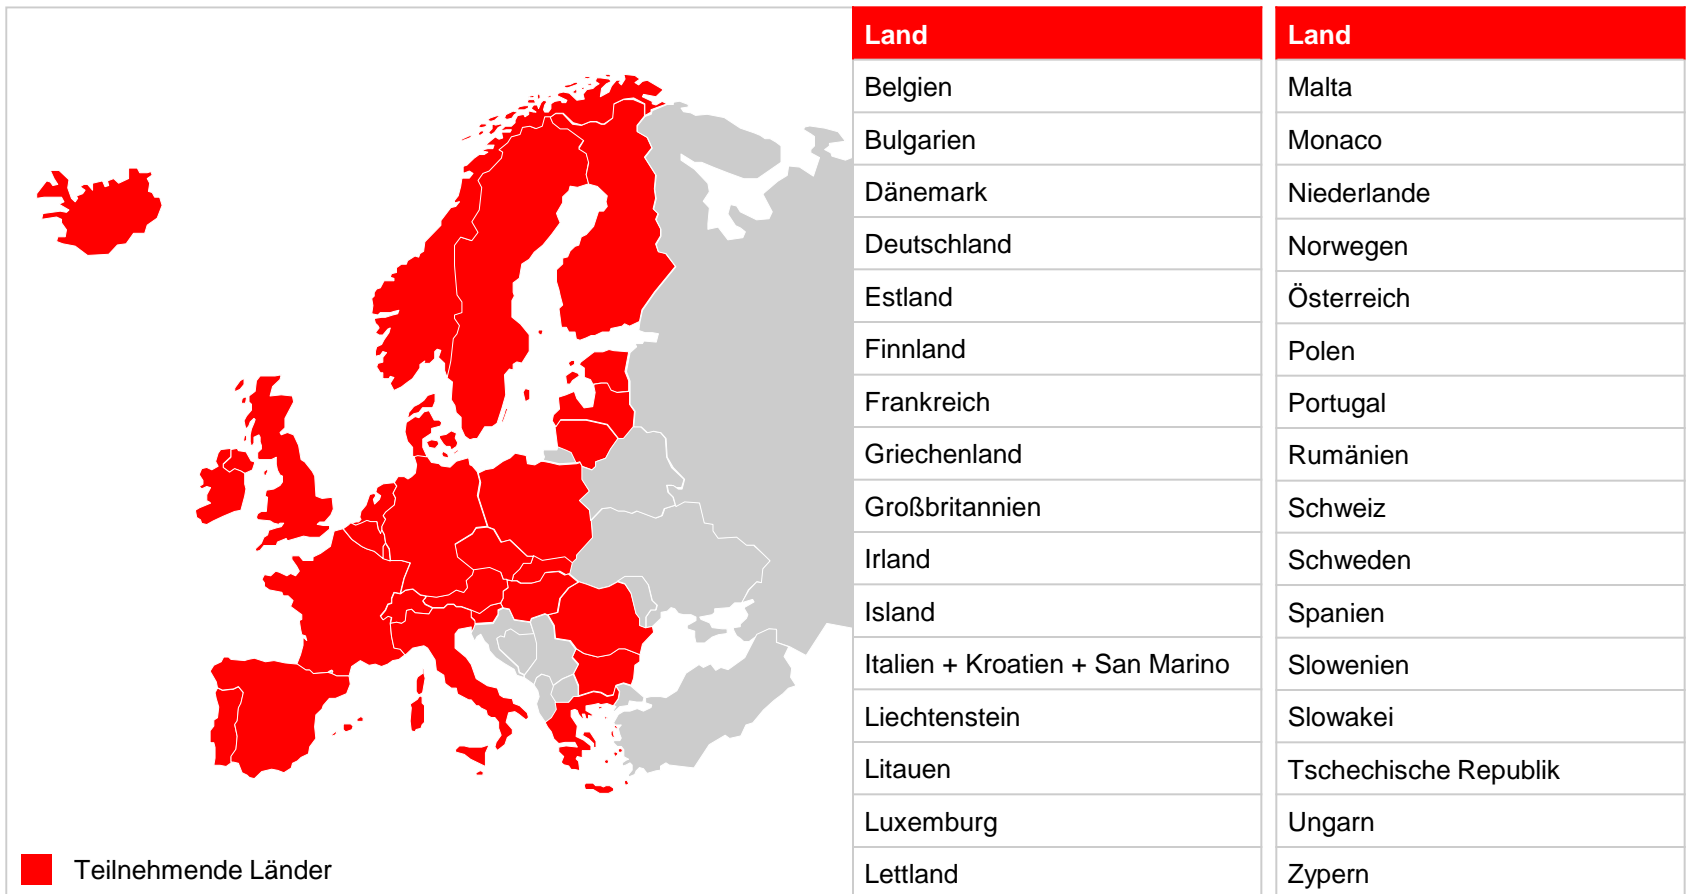 Land
Belgien
Bulgarien
Dänemark
Deutschland
Estland
Finnland
Frankreich
Griechenland
Großbritannien
Irland
Island
Italien + Kroatien + San Marino
Liechtenstein
Litauen
Luxemburg
Lettland
Land
Malta
Monaco
Niederlande
Norwegen
Österreich
Polen
Portugal
Rumänien
Schweiz
Schweden
Spanien
Slowenien
Slowakei
Tschechische Republik
Ungarn
Zypern
Teilnehmende Länder